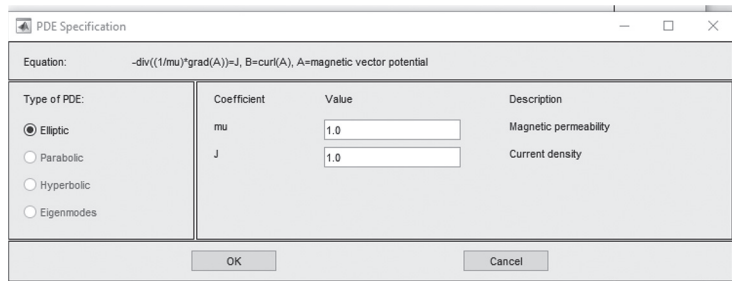 PDE Specification
Equation: -div((1/mu)*grad(A))=J, B=curl(A), A=magnetic vector potential
Type of PDE:
Elliptic
Parabolic
Hyperbolic
Eigenmodes
Coefficient Value Description
mu 1.0 Magnetic permeability
J 1.0 Current density
OK Cancel